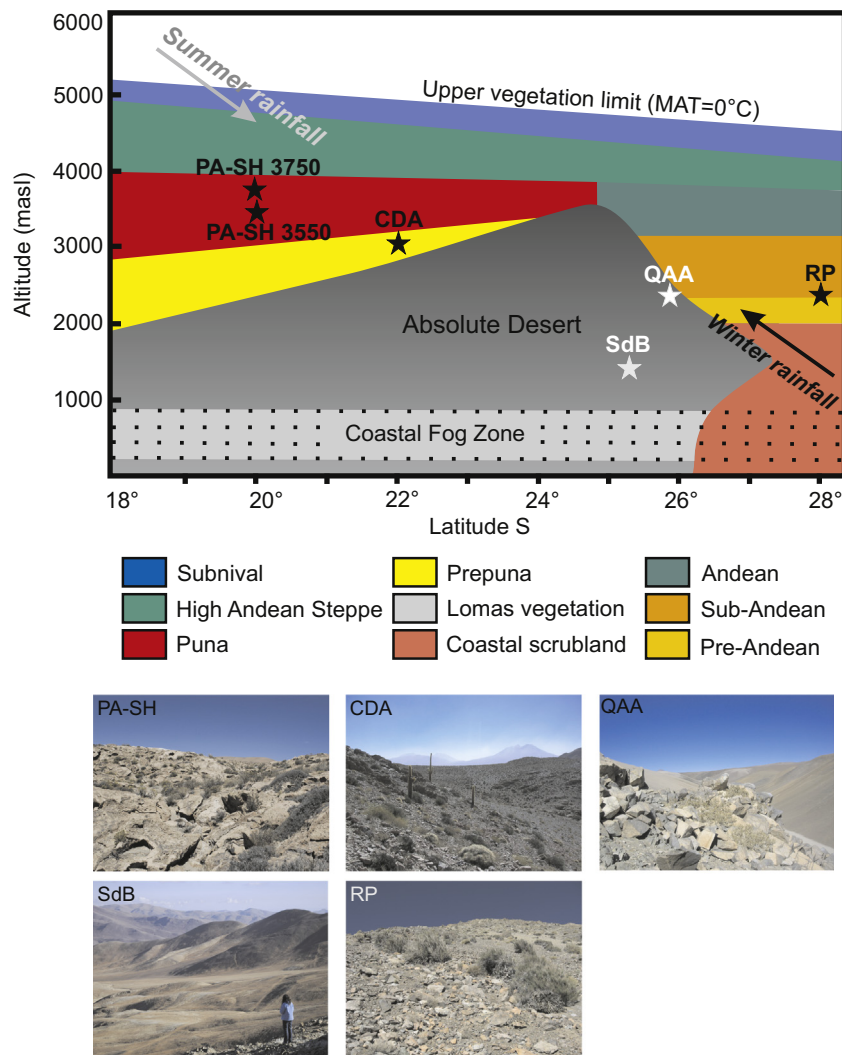 6000
5000
4000
3000
2000
1000
Altitude (masl)
Summer rainfall
Upper vegetation limit (MAT=0°C)
PA-SH 3750
PA-SH 3550
CDA
QAA
RP
SdB
Absolute Desert
Winter rainfall
Coastal Fog Zone
18° 20° 22° 24° 26° 28°
Latitude S
Subnival
High Andean Steppe
Puna
Prepuna
Lomas vegetation
Coastal scrubland
Andean
Sub-Andean
Pre-Andean
PA-SH
CDA
QAA
SdB
RP